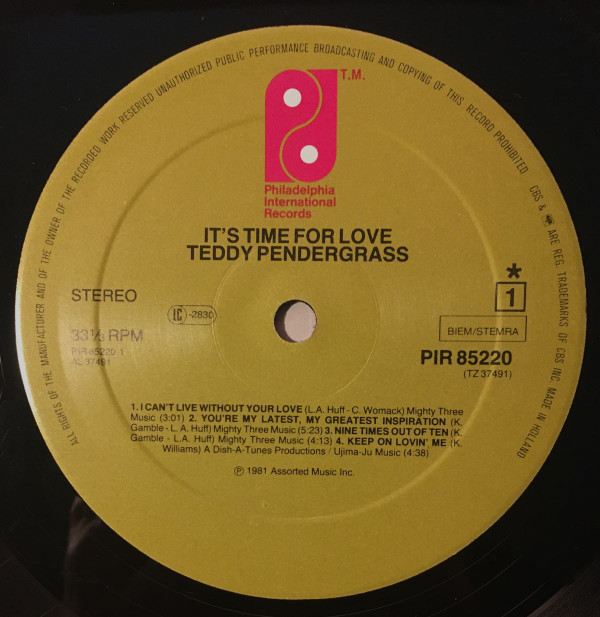 ALL RIGHTS OF THE MANUFACTURER AND OF THE OWNER OF THE RECORDED WORK RESERVED UNAUTHORIZED PUBLIC PERFORMANCE BROADCASTING AND COPYING OF THIS RECORD PROHIBITED CBS & ARE REG. TRADEMARKS OF CBS INC. MADE IN HOLLAND
T.M.
Philadelphia
International
Records
IT'S TIME FOR LOVE
TEDDY PENDERGRASS
STEREO
LC -2830
*
1
33⅓ RPM
BIEM/STEMRA
PIR 85220-1
AL 37491
PIR 85220
(TZ 37491)
1. I CAN'T LIVE WITHOUT YOUR LOVE (L.A. Huff - C. Womack) Mighty Three
Music (3:01) 2. YOU'RE MY LATEST, MY GREATEST INSPIRATION (K.
Gamble - L.A. Huff) Mighty Three Music (5:23) 3. NINE TIMES OUT OF TEN (K.
Gamble - L.A. Huff) Mighty Three Music (4:13) 4. KEEP ON LOVIN' ME (K.
Williams) A Dish-A-Tunes Productions / Ujima-Ju Music (4:38)
℗ 1981 Assorted Music Inc.